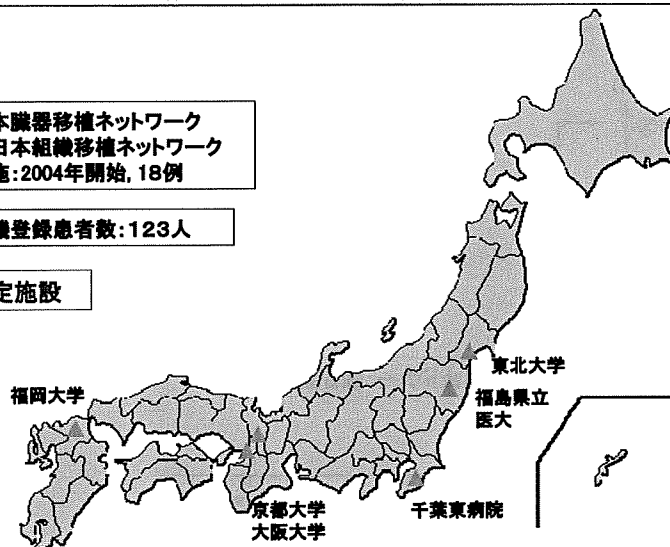 本臓器移植ネットワーク
日本組織移植ネットワーク
施:2004年開始,18例
機登録患者数:123人
定施設
東北大学
福岡大学
福島県立
医大
京都大学
大阪大学
千葉東病院